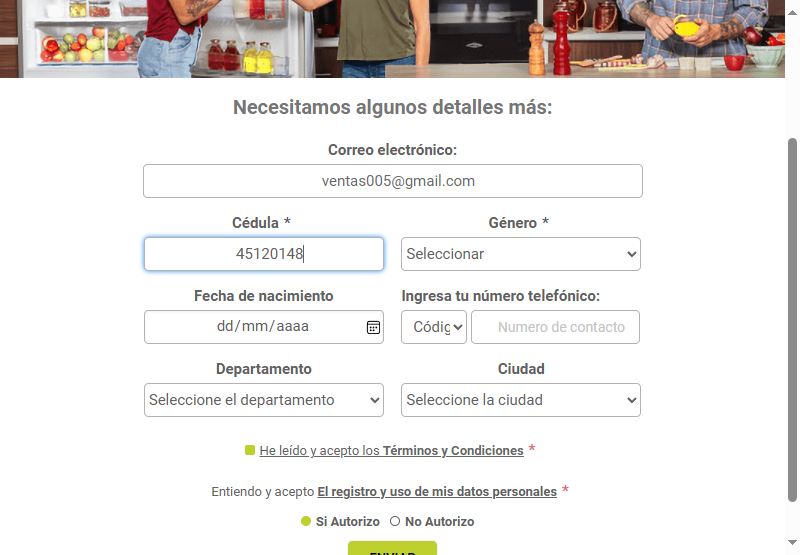 Necesitamos algunos detalles más:
Correo electrónico:
ventas005@gmail.com
Cédula *
Género *
45120148
Seleccionar
Fecha de nacimiento
Ingresa tu número telefónico:
dd/mm/aaaa
Códig
Numero de contacto
Departamento
Ciudad
Seleccione el departamento
Seleccione la ciudad
He leído y acepto los Términos y Condiciones *
Entiendo y acepto El registro y uso de mis datos personales *
Si Autorizo
No Autorizo
ENVIAR